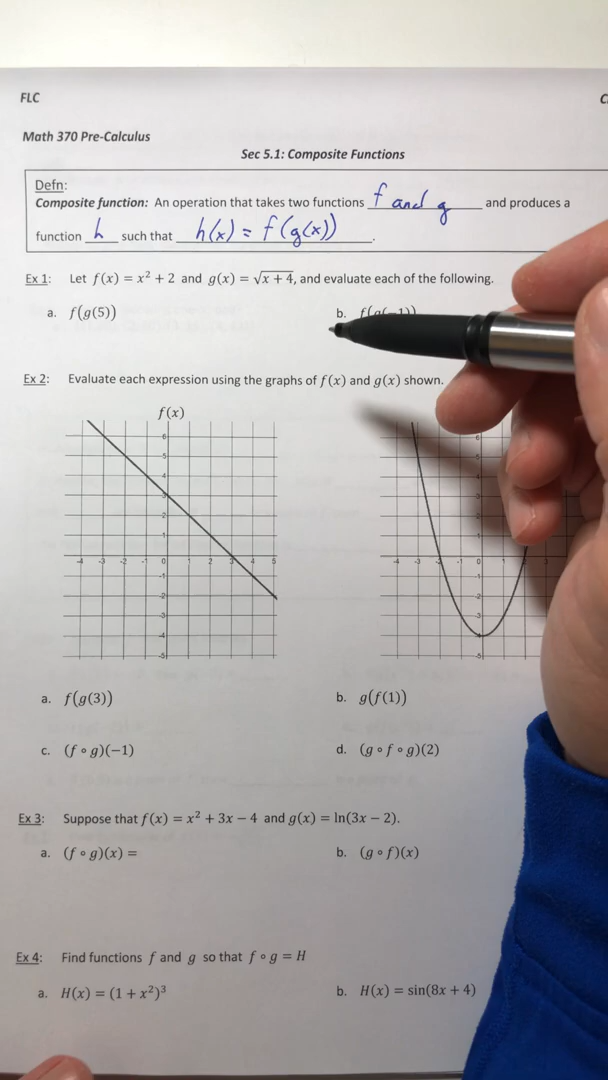 FLC
Math 370 Pre-Calculus
Sec 5.1: Composite Functions
Defn:
Composite function: An operation that takes two functions f and g and produces a
function h such that h(x) = f(g(x)).
Ex 1: Let f(x) = x² + 2 and g(x) = √(x + 4), and evaluate each of the following.
a. f(g(5)) b. f(g(−1))
Ex 2: Evaluate each expression using the graphs of f(x) and g(x) shown.
f(x)
a. f(g(3)) b. g(f(1))
c. (f ∘ g)(−1) d. (g ∘ f ∘ g)(2)
Ex 3: Suppose that f(x) = x² + 3x − 4 and g(x) = ln(3x − 2).
a. (f ∘ g)(x) = b. (g ∘ f)(x)
Ex 4: Find functions f and g so that f ∘ g = H
a. H(x) = (1 + x²)³ b. H(x) = sin(8x + 4)